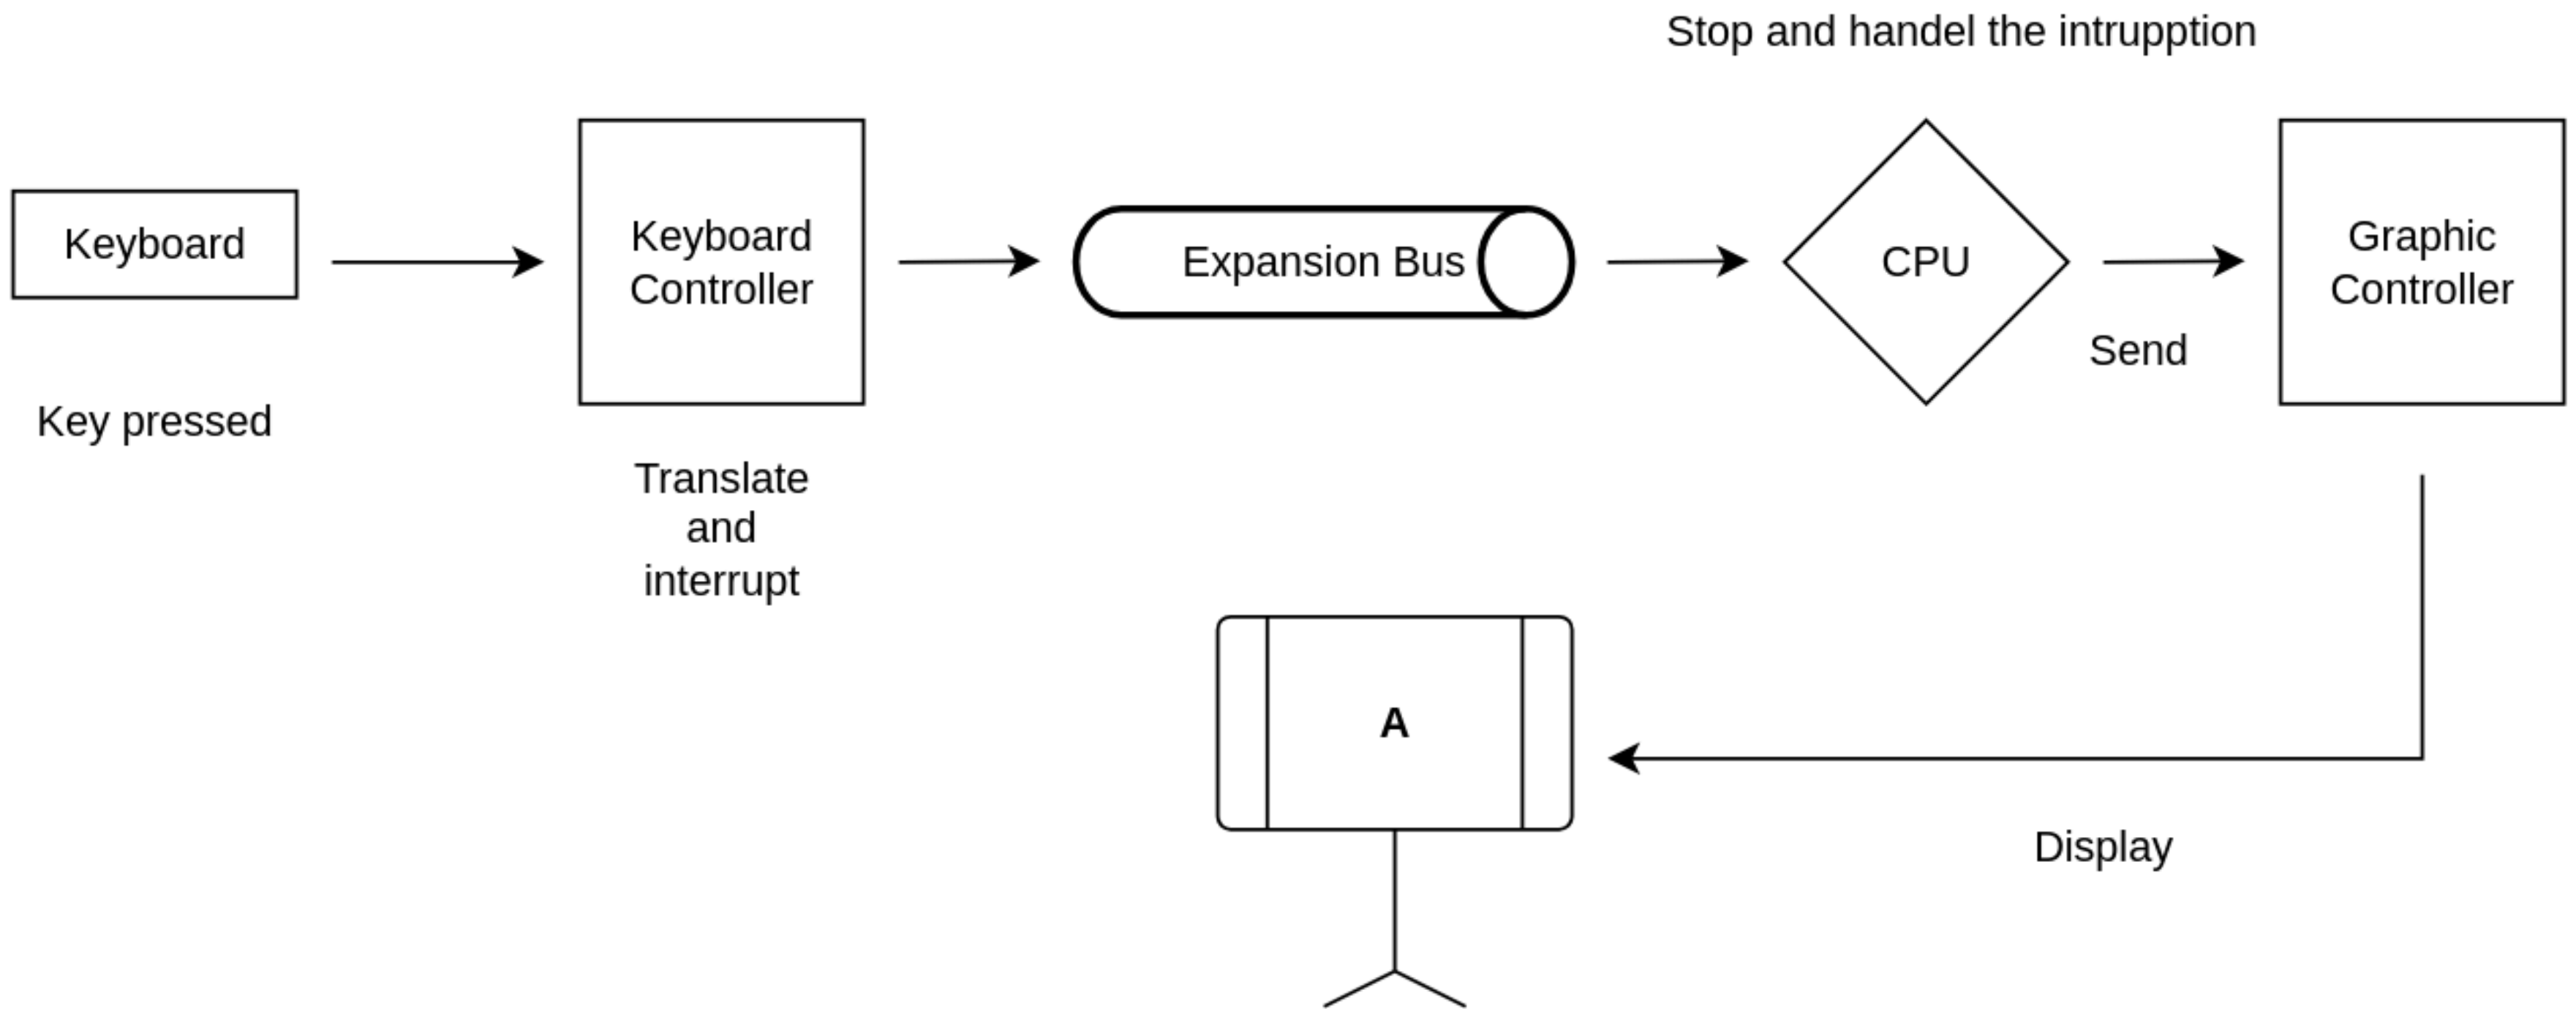 Stop and handel the intrupption
Keyboard
Keyboard
Controller
Expansion Bus
CPU
Graphic
Controller
Send
Key pressed
Translate
and
interrupt
A
Display